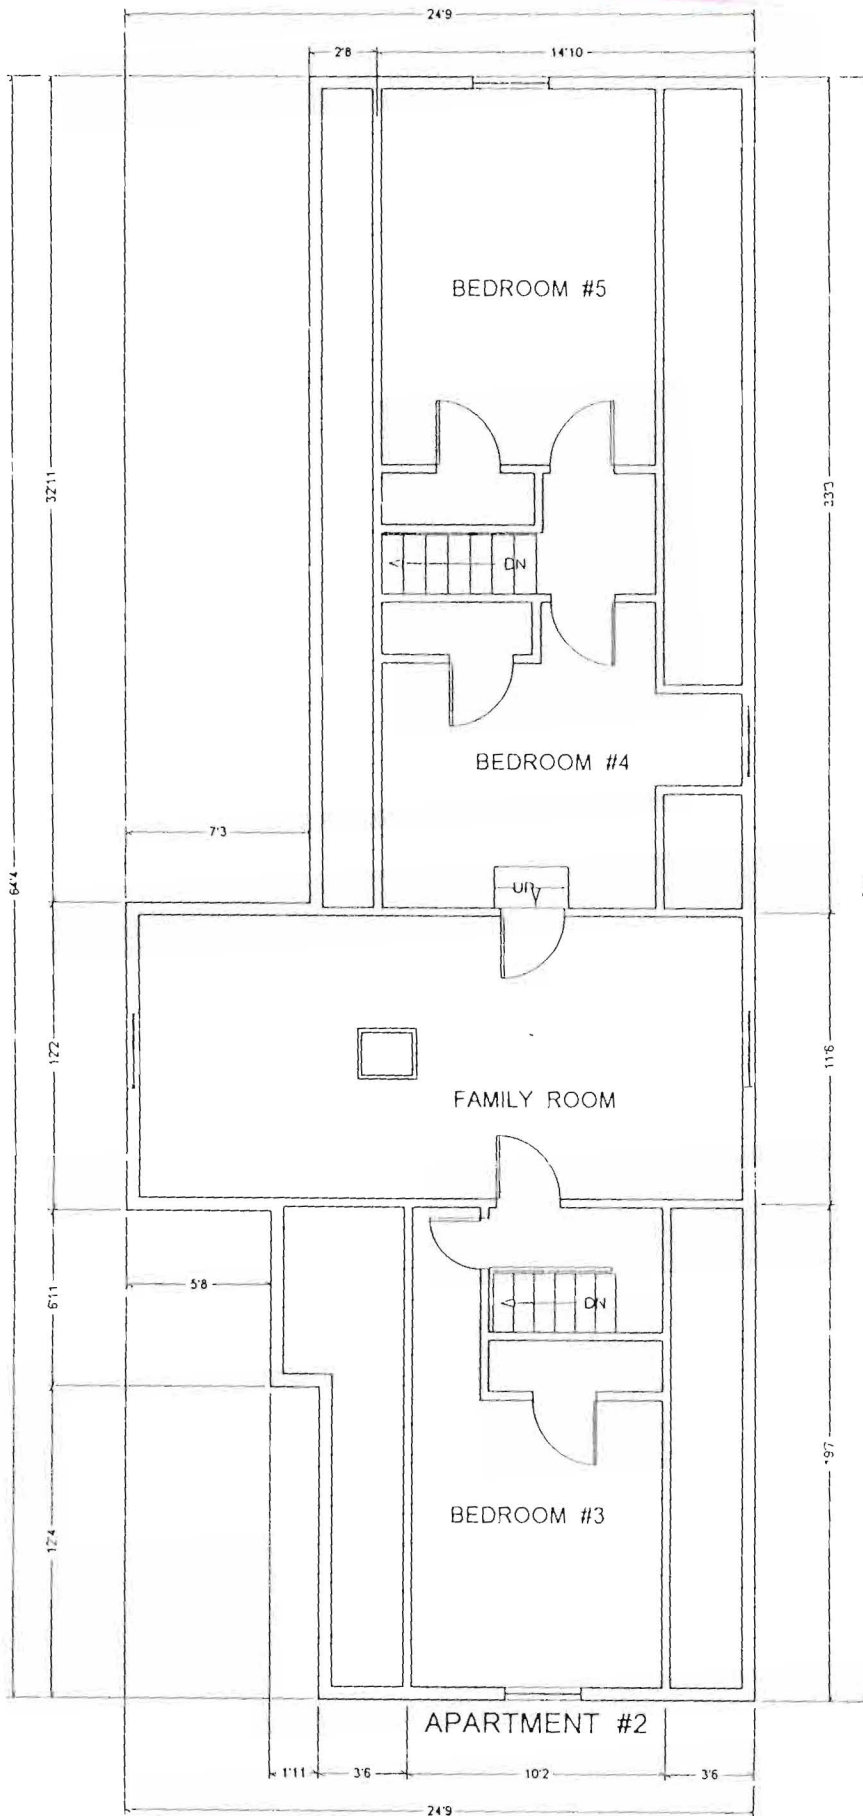 24'9
2'8
14'10
BEDROOM #5
32'11
33'3
DN
BEDROOM #4
7'3
64'4
UP
12'2
11'6
FAMILY ROOM
5'8
DN
6'11
19'7
BEDROOM #3
12'4
APARTMENT #2
1'11
3'6
10'2
3'6
24'9